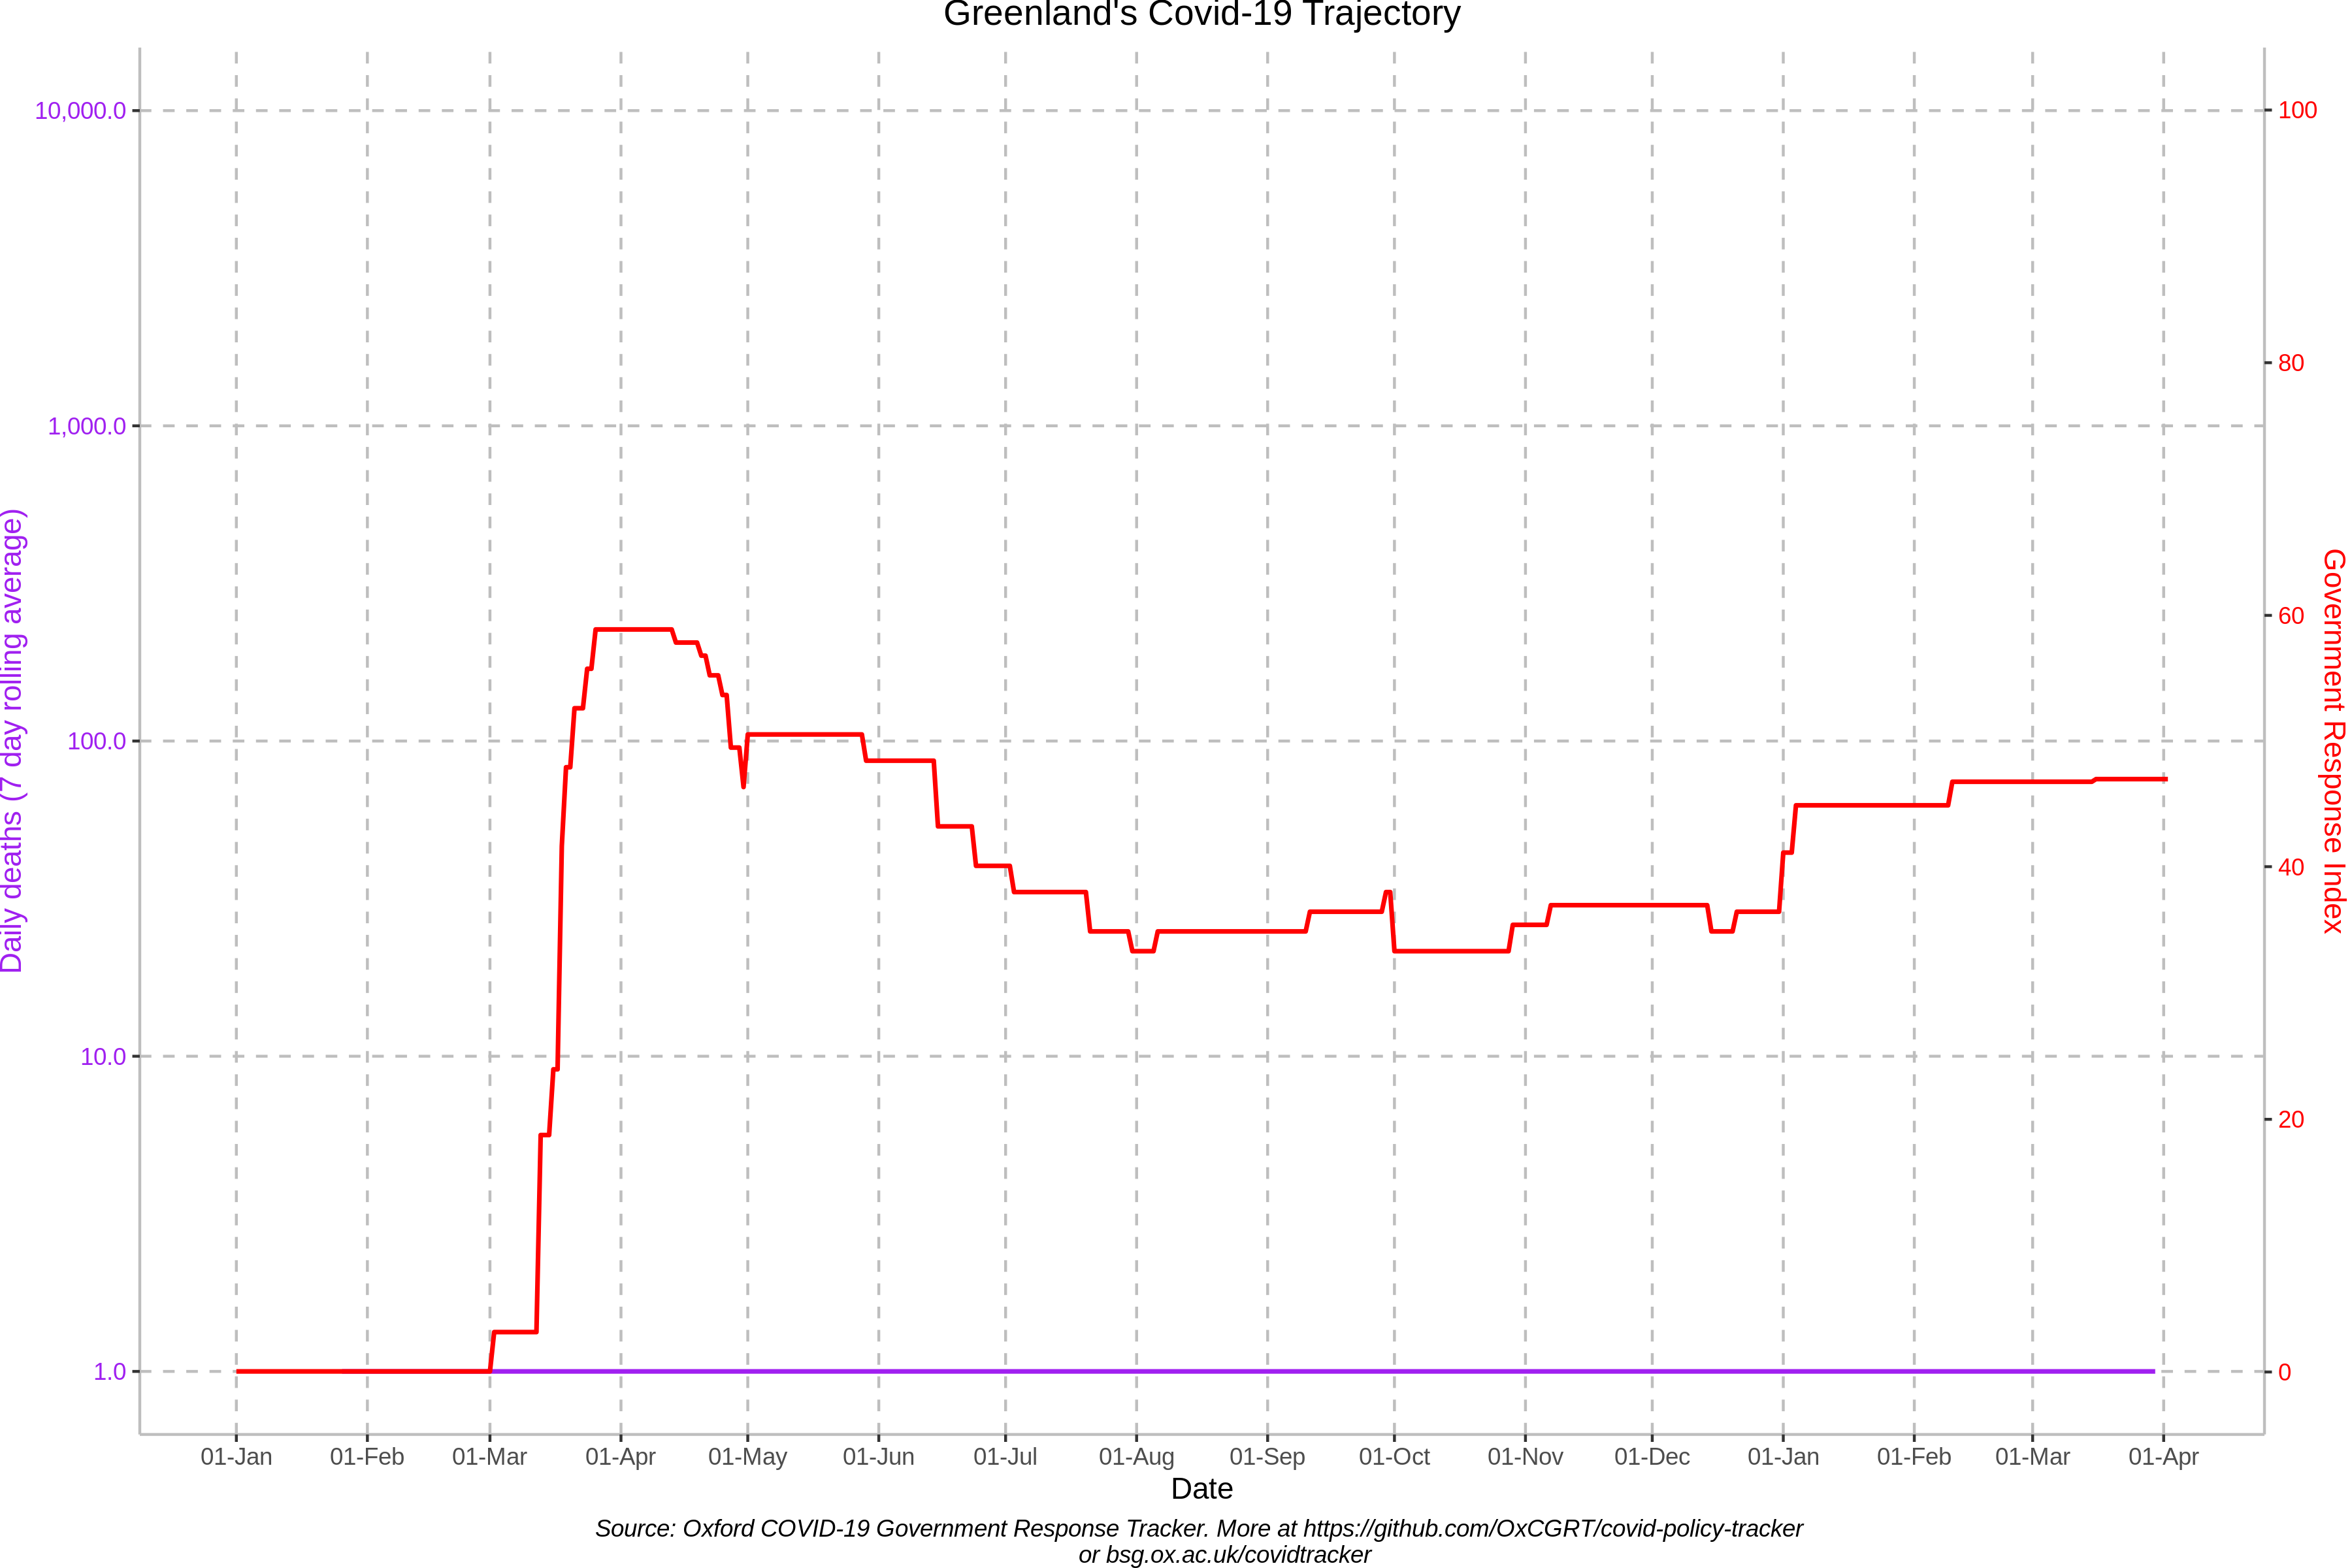 Greenland's Covid-19 Trajectory
10,000.0
1,000.0
100.0
10.0
1.0
Daily deaths (7 day rolling average)
100
80
60
40
20
0
Government Response Index
01-Jan 01-Feb 01-Mar 01-Apr 01-May 01-Jun 01-Jul 01-Aug 01-Sep 01-Oct 01-Nov 01-Dec 01-Jan 01-Feb 01-Mar 01-Apr
Date
Source: Oxford COVID-19 Government Response Tracker. More at https://github.com/OxCGRT/covid-policy-tracker
or bsg.ox.ac.uk/covidtracker